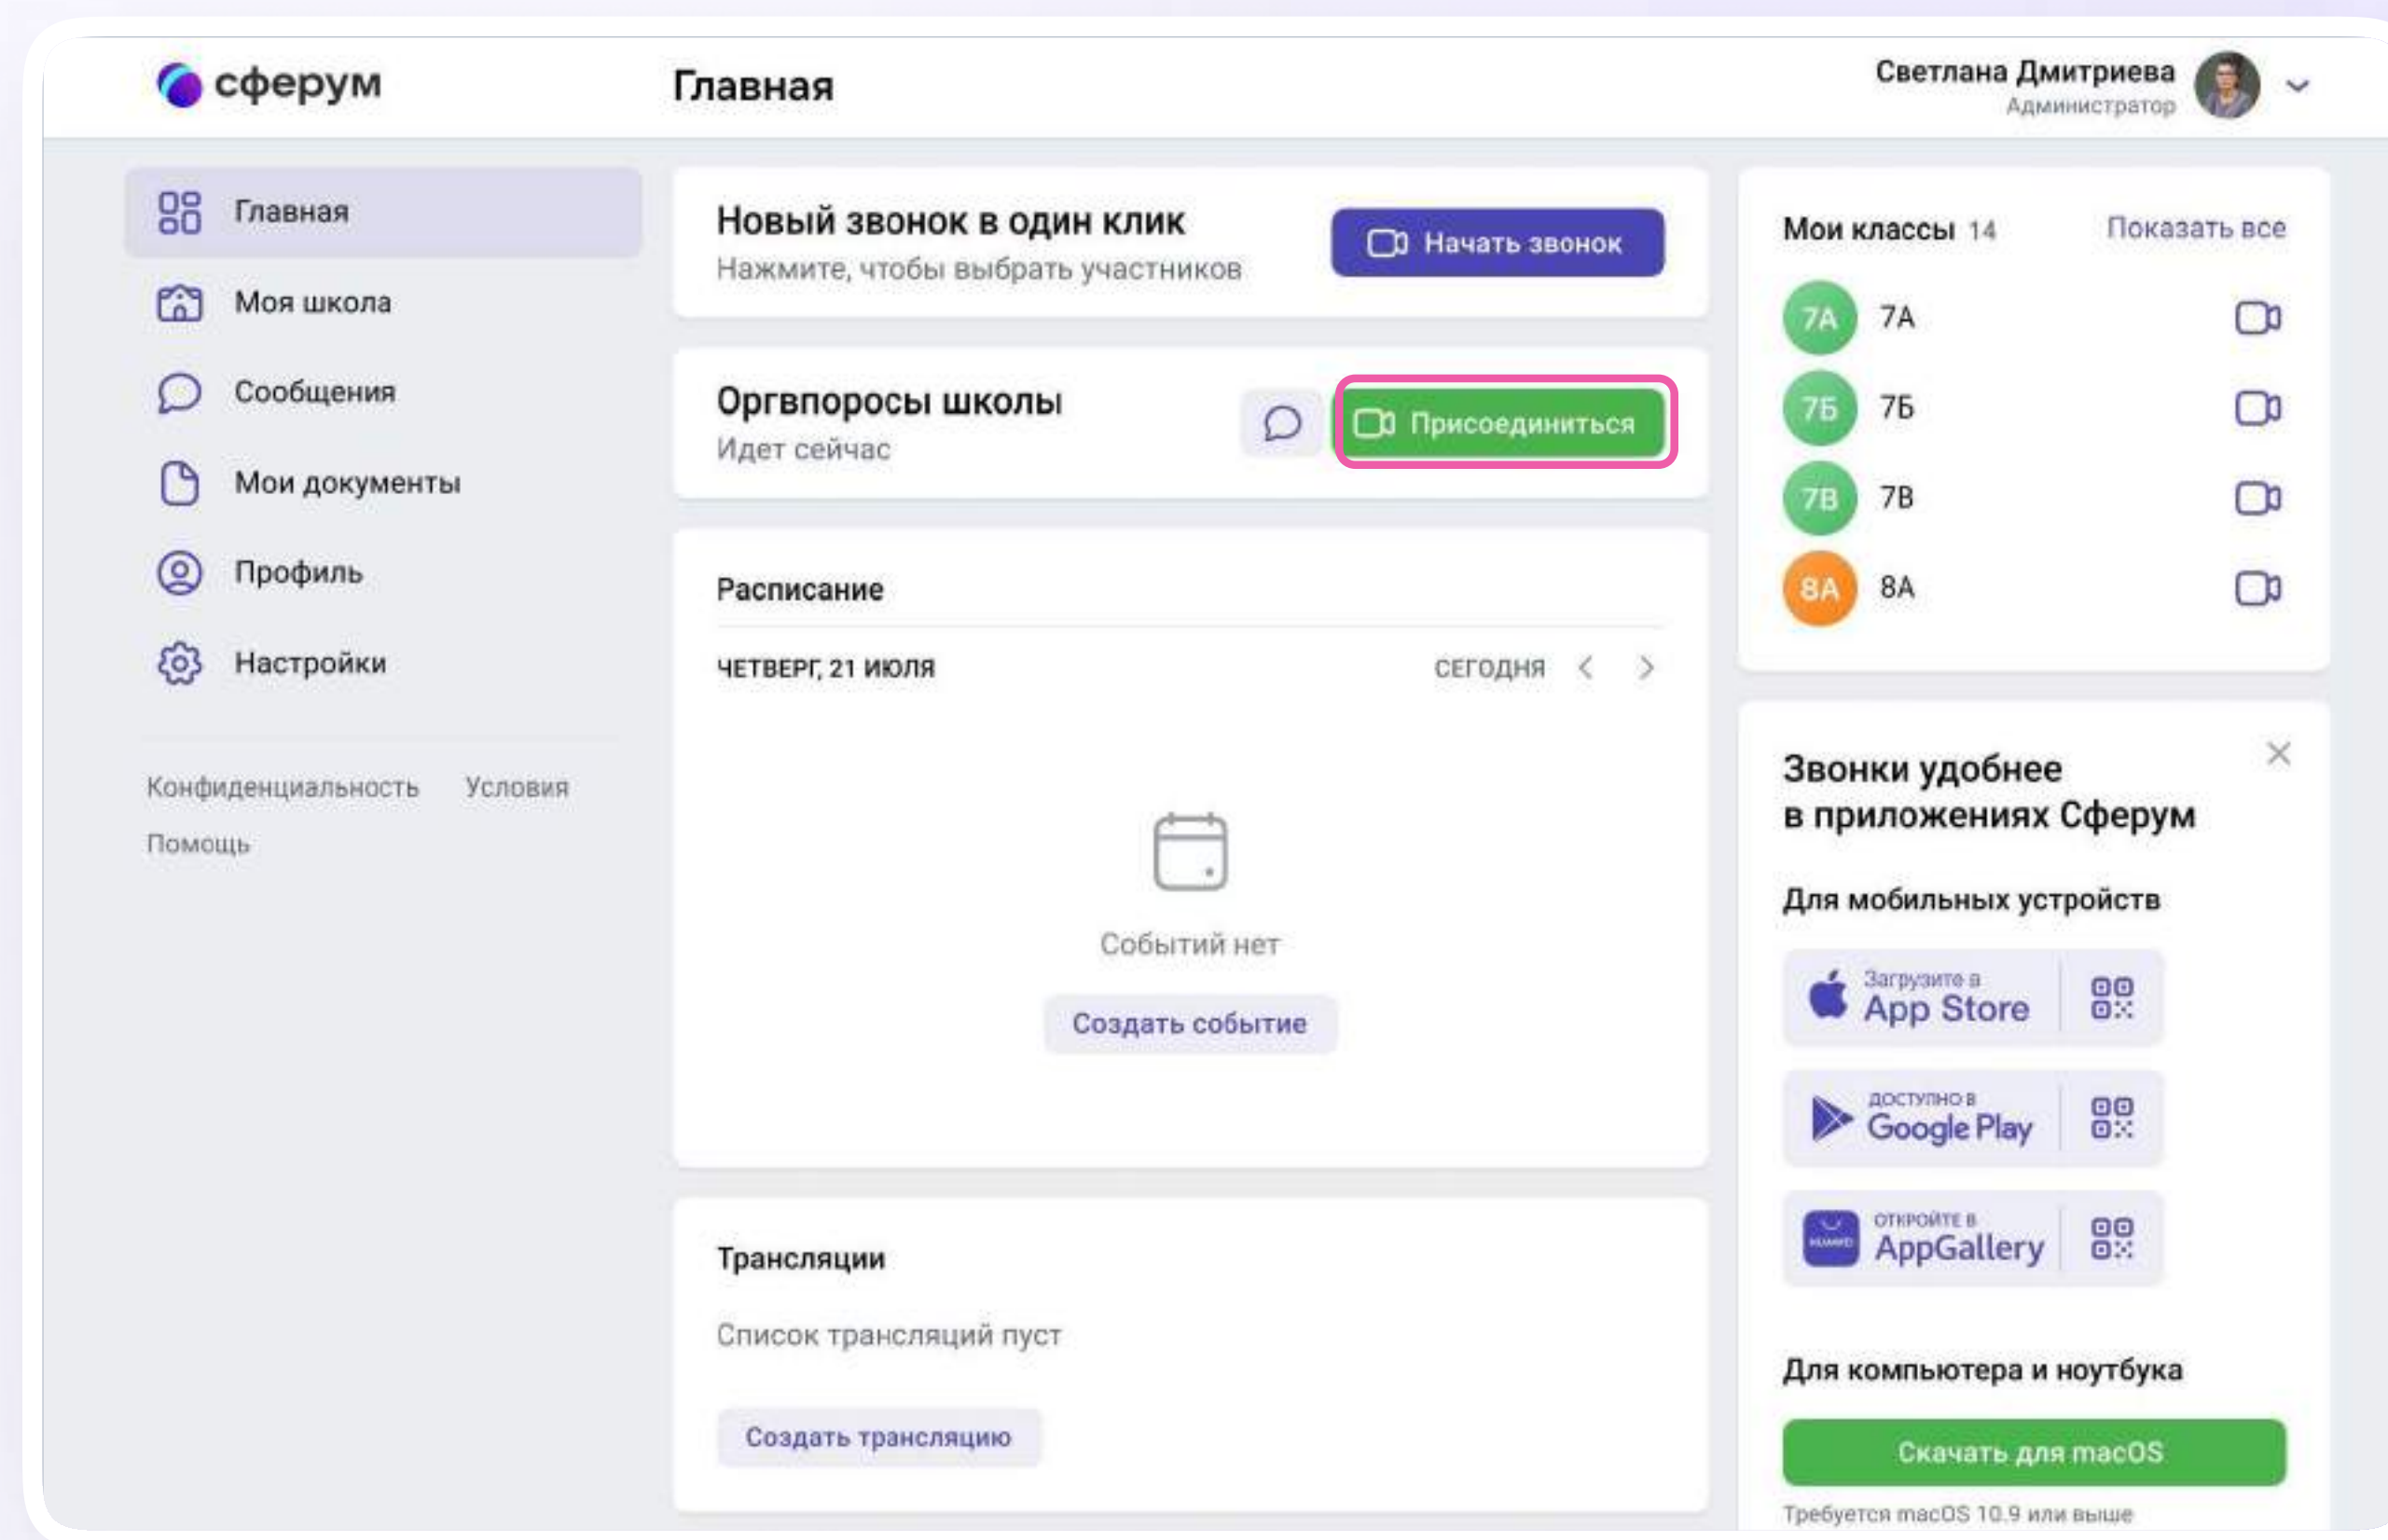 сферум
Главная
Светлана Дмитриева
Администратор
Главная
Моя школа
Сообщения
Мои документы
Профиль
Настройки
Конфиденциальность Условия
Помощь
Новый звонок в один клик
Нажмите, чтобы выбрать участников
Начать звонок
Оргвпоросы школы
Идет сейчас
Присоединиться
Расписание
ЧЕТВЕРГ, 21 ИЮЛЯ
СЕГОДНЯ
Событий нет
Создать событие
Трансляции
Список трансляций пуст
Создать трансляцию
Мои классы 14 Показать все
7А 7А
7Б 7Б
7В 7В
8А 8А
Звонки удобнее
в приложениях Сферум
Для мобильных устройств
Загрузите в
App Store
ДОСТУПНО В
Google Play
ОТКРОЙТЕ В
HUAWEI
AppGallery
Для компьютера и ноутбука
Скачать для macOS
Требуется macOS 10.9 или выше